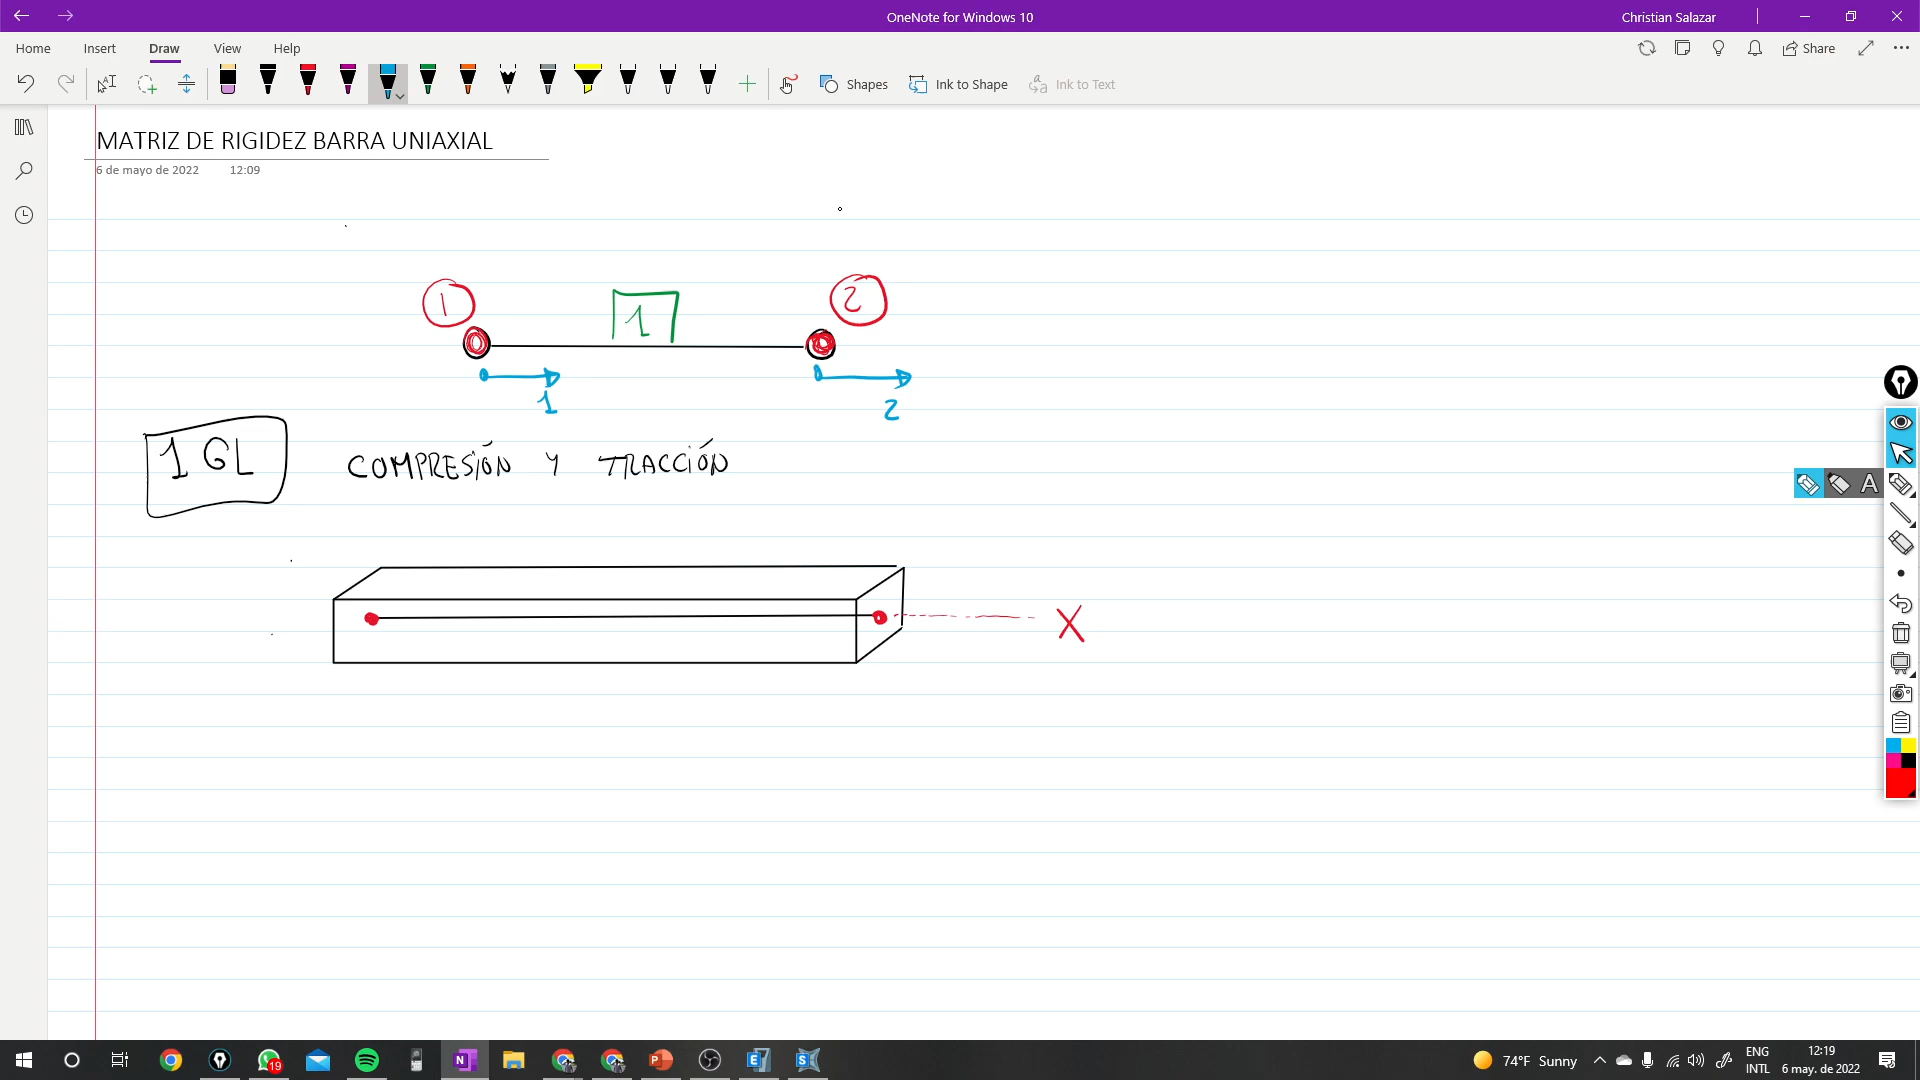 OneNote for Windows 10
Christian Salazar
Home Insert Draw View Help
Share
Shapes Ink to Shape Ink to Text
MATRIZ DE RIGIDEZ BARRA UNIAXIAL
6 de mayo de 2022 12:09
1 1 2
1 2
1 GL COMPRESIÓN Y TRACCIÓN
X
A
19
74°F Sunny
ENG
INTL
12:19
6 may. de 2022